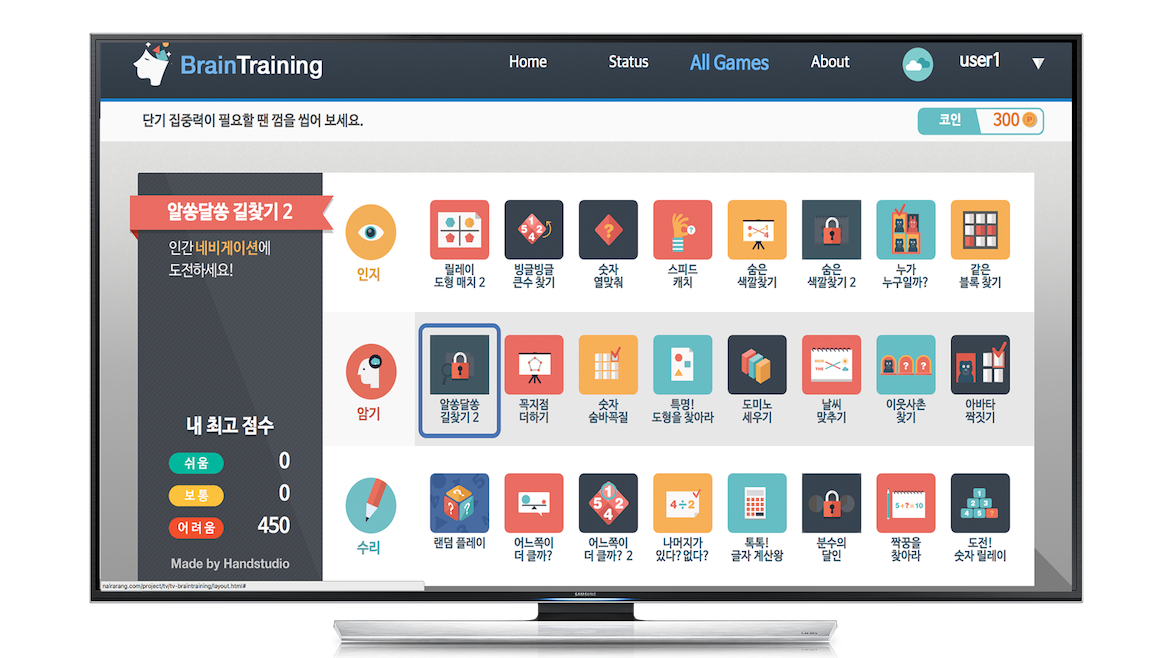 BrainTraining
Home
Status
All Games
About
user1
단기 집중력이 필요할 땐 껌을 씹어 보세요.
코인
300 P
알쏭달쏭 길찾기 2
인간 네비게이션에
도전하세요!
내 최고 점수
쉬움 0
보통 0
어려움 450
Made by Handstudio
인지
릴레이
도형 매치 2
빙글빙글
큰수 찾기
숫자
열맞춰
스피드
캐치
숨은
색깔찾기
숨은
색깔찾기 2
누가
누구일까?
같은
블록 찾기
암기
알쏭달쏭
길찾기 2
꼭지점
더하기
숫자
숨바꼭질
특명!
도형을 찾아라
도미노
세우기
날씨
맞추기
이웃사촌
찾기
아바타
짝짓기
수리
랜덤 플레이
어느쪽이
더 클까?
어느쪽이
더 클까? 2
나머지가
있다? 없다?
톡톡!
글자 계산왕
분수의
달인
짝꿍을
찾아라
도전!
숫자 릴레이
nairarang.com/project/tv/tv-braintraining/layout.html#
SAMSUNG